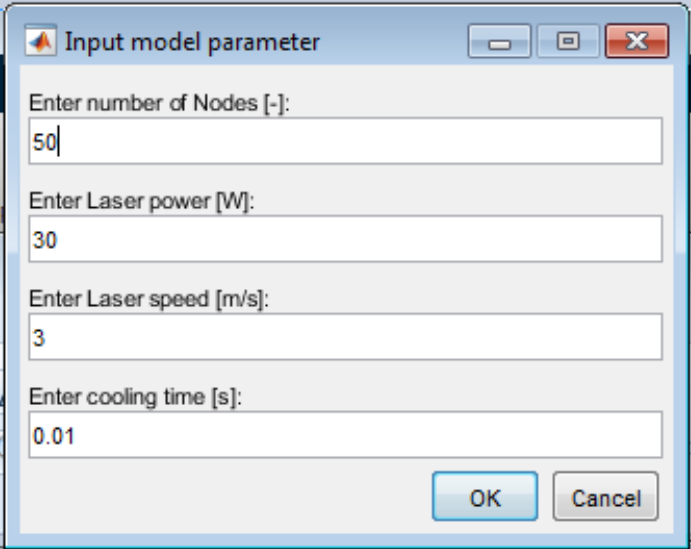 Input model parameter
Enter number of Nodes [-]:
50
Enter Laser power [W]:
30
Enter Laser speed [m/s]:
3
Enter cooling time [s]:
0.01
OK Cancel